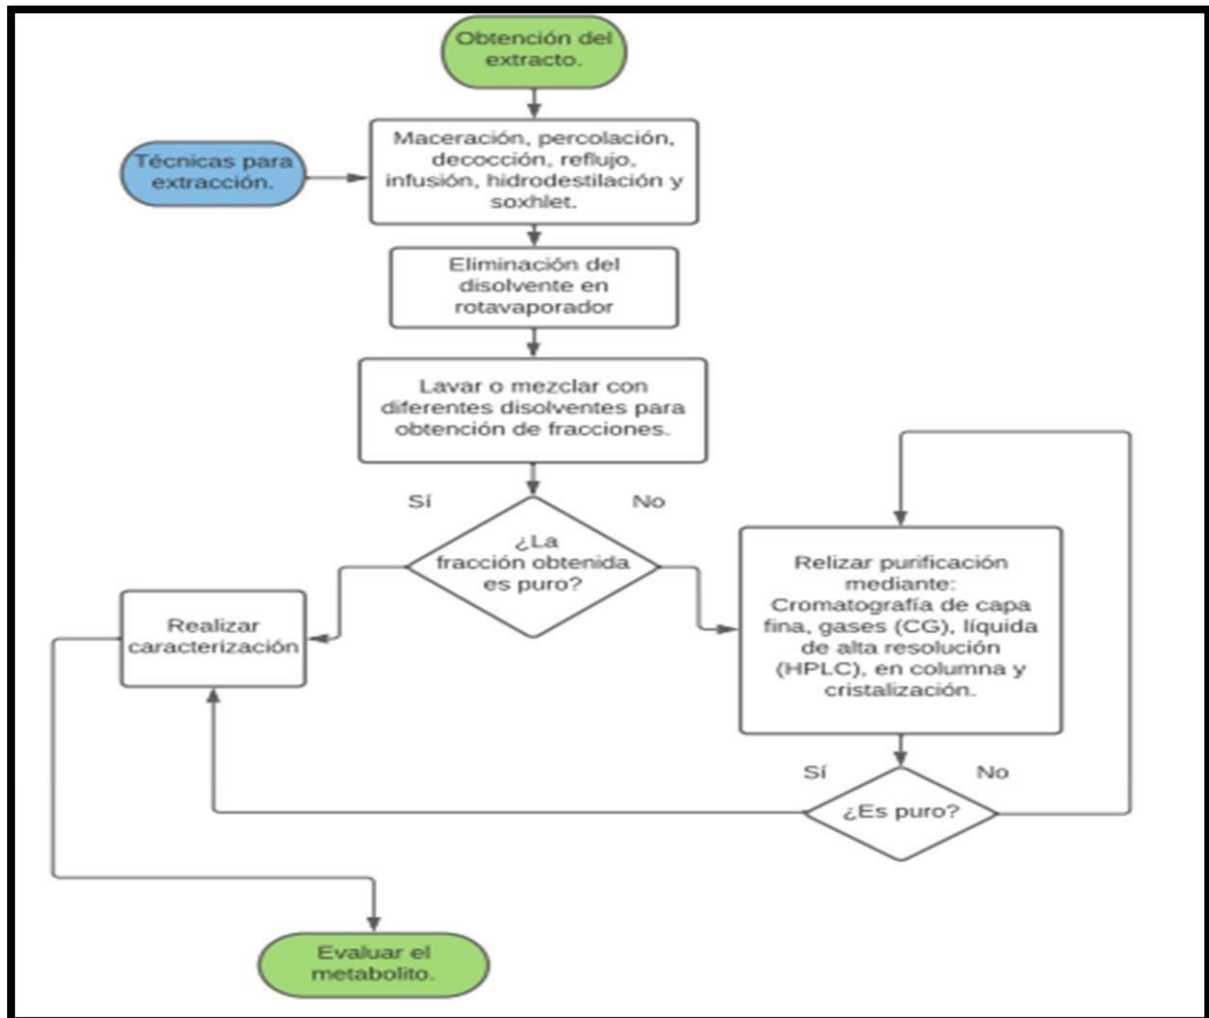 Obtención del
extracto.
Técnicas para
extracción.
Maceración, percolación,
decocción, reflujo,
infusión, hidrodestilación y
soxhlet.
Eliminación del
disolvente en
rotavaporador
Lavar o mezclar con
diferentes disolventes para
obtención de fracciones.
Sí
No
¿La
fracción obtenida
es puro?
Realizar
caracterización
Relizar purificación
mediante:
Cromatografía de capa
fina, gases (CG), líquida
de alta resolución
(HPLC), en columna y
cristalización.
Sí
No
¿Es puro?
Evaluar el
metabolito.